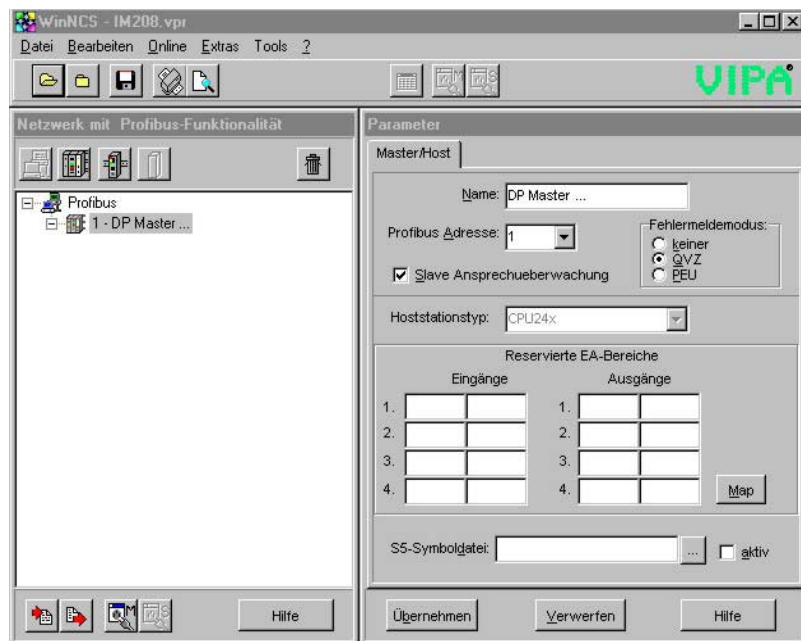 WinNCS - IM208.vpr
Datei Bearbeiten Online Extras Tools ?
VIPA
Netzwerk mit Profibus-Funktionalität
Profibus
1 - DP Master ...
M S
Hilfe
Parameter
Master/Host
Name: DP Master ...
Profibus Adresse: 1
Slave Ansprechueberwachung
Fehlermeldemodus:
keiner
QVZ
PEU
Hoststationstyp: CPU24x
Reservierte EA-Bereiche
Eingänge Ausgänge
1. 1.
2. 2.
3. 3.
4. 4. Map
S5-Symboldatei: ... aktiv
Übernehmen Verwerfen Hilfe